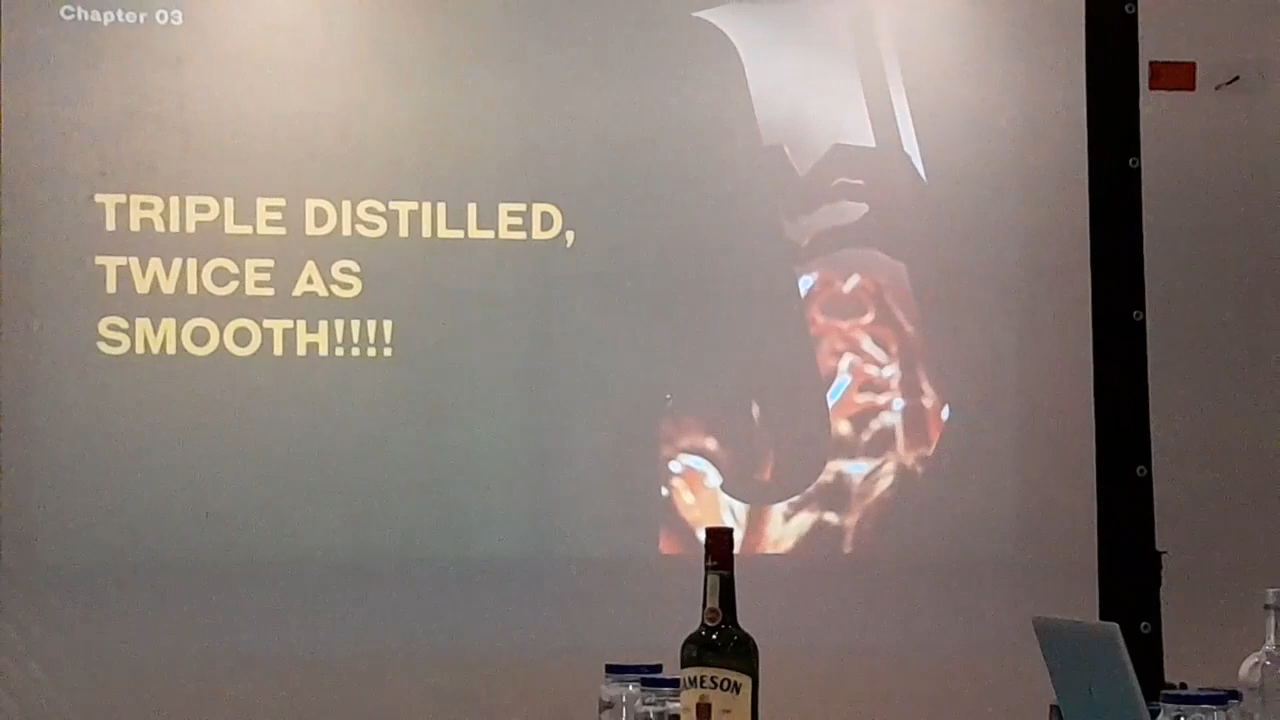 Chapter 03
TRIPLE DISTILLED,
TWICE AS
SMOOTH!!!!
AMESON